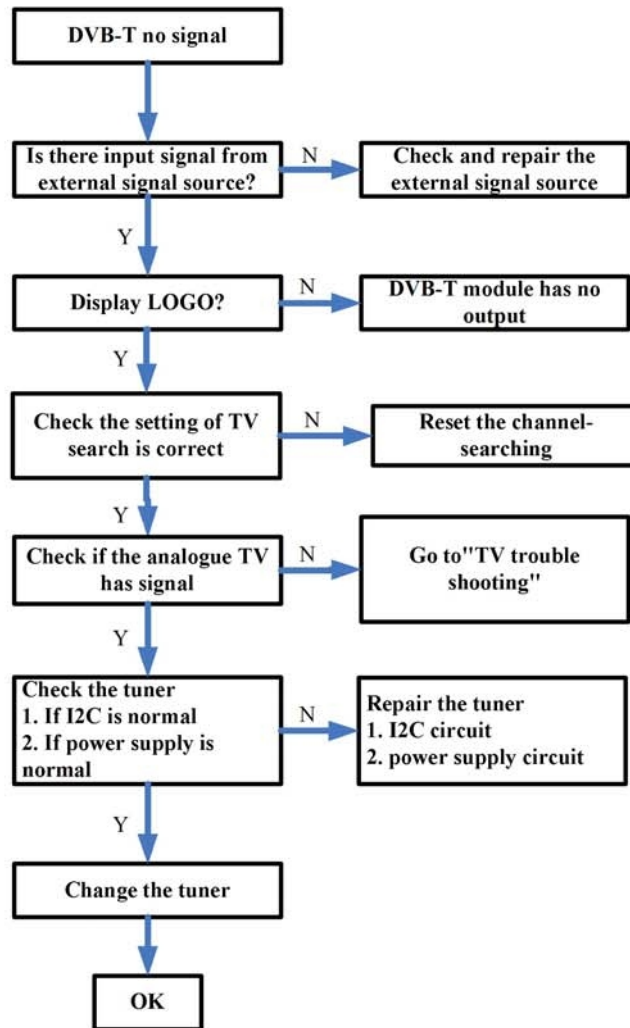 DVB-T no signal
Is there input signal from
external signal source?
N
Check and repair the
external signal source
Y
Display LOGO?
N
DVB-T module has no
output
Y
Check the setting of TV
search is correct
N
Reset the channel-
searching
Y
Check if the analogue TV
has signal
N
Go to"TV trouble
shooting"
Y
Check the tuner
1. If I2C is normal
2. If power supply is
normal
N
Repair the tuner
1. I2C circuit
2. power supply circuit
Y
Change the tuner
OK